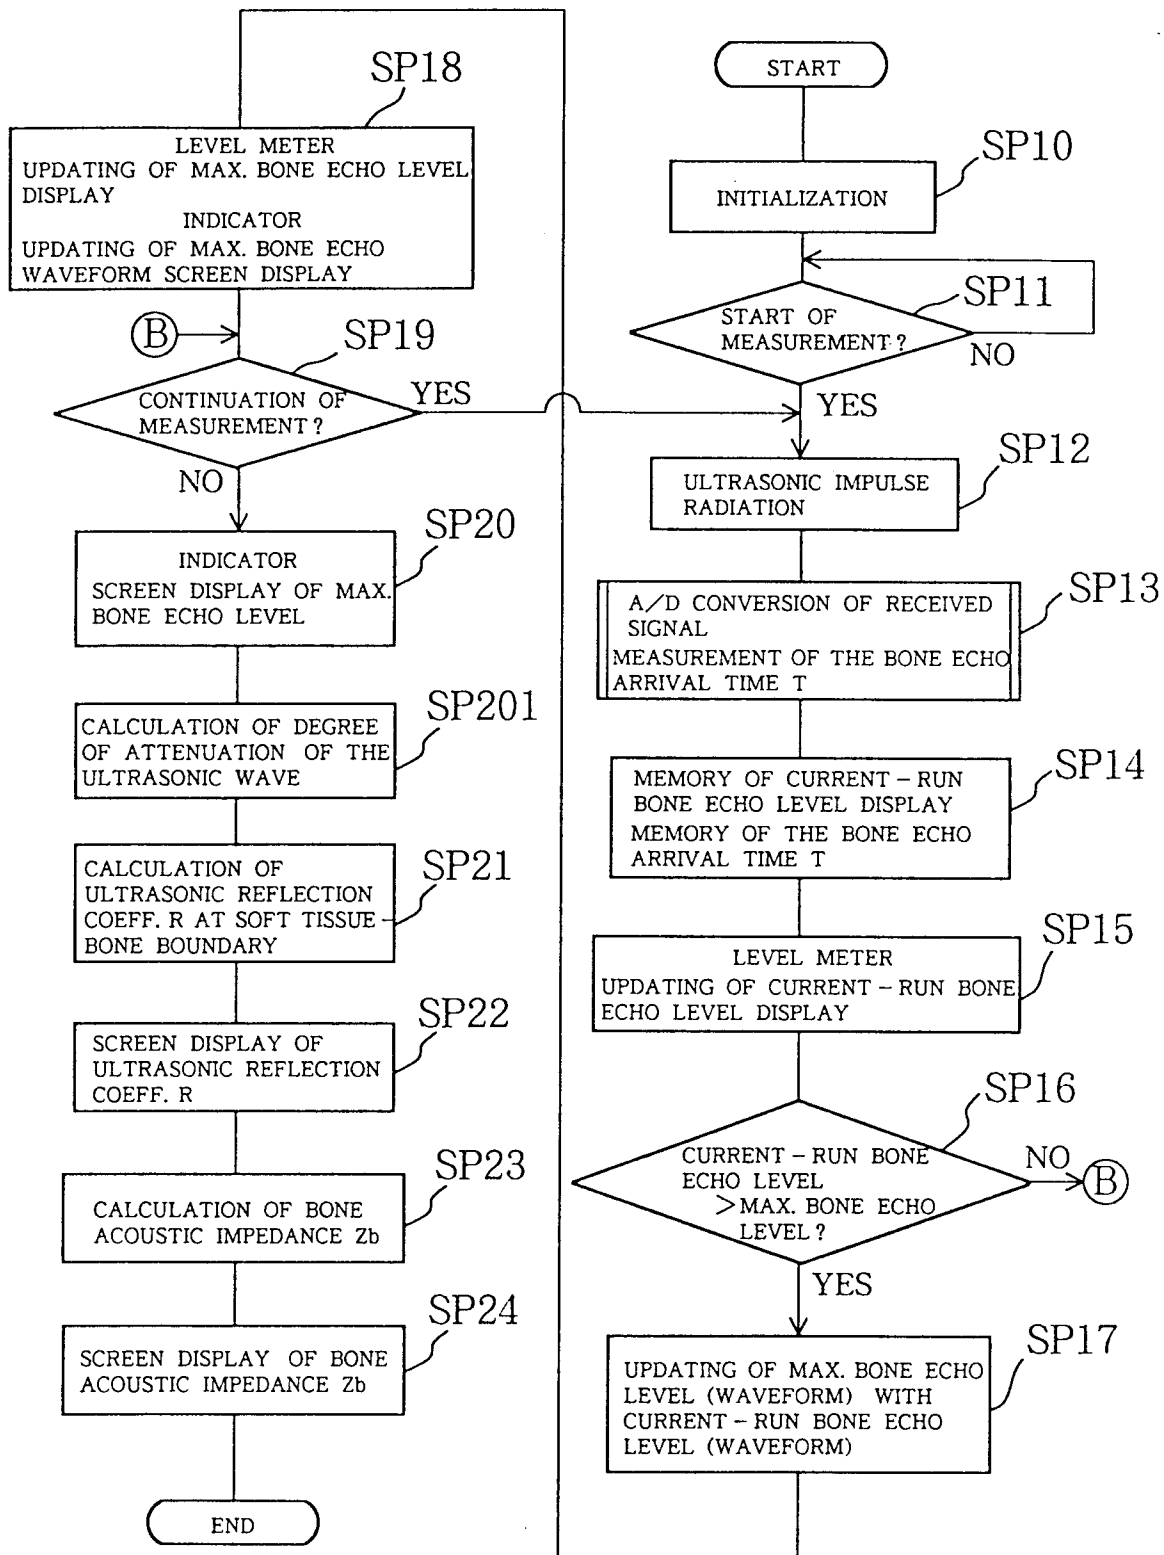 START
SP10
INITIALIZATION
SP11
START OF
MEASUREMENT?
NO
YES
SP12
ULTRASONIC IMPULSE
RADIATION
SP13
A/D CONVERSION OF RECEIVED
SIGNAL
MEASUREMENT OF THE BONE ECHO
ARRIVAL TIME T
SP14
MEMORY OF CURRENT-RUN
BONE ECHO LEVEL DISPLAY
MEMORY OF THE BONE ECHO
ARRIVAL TIME T
SP15
LEVEL METER
UPDATING OF CURRENT-RUN BONE
ECHO LEVEL DISPLAY
SP16
CURRENT-RUN BONE
ECHO LEVEL
>MAX. BONE ECHO
LEVEL?
NO
B
YES
SP17
UPDATING OF MAX. BONE ECHO
LEVEL (WAVEFORM) WITH
CURRENT-RUN BONE ECHO
LEVEL (WAVEFORM)
SP18
LEVEL METER
UPDATING OF MAX. BONE ECHO LEVEL
DISPLAY
INDICATOR
UPDATING OF MAX. BONE ECHO
WAVEFORM SCREEN DISPLAY
B
SP19
CONTINUATION OF
MEASUREMENT?
YES
NO
SP20
INDICATOR
SCREEN DISPLAY OF MAX.
BONE ECHO LEVEL
SP201
CALCULATION OF DEGREE
OF ATTENUATION OF THE
ULTRASONIC WAVE
SP21
CALCULATION OF
ULTRASONIC REFLECTION
COEFF. R AT SOFT TISSUE-
BONE BOUNDARY
SP22
SCREEN DISPLAY OF
ULTRASONIC REFLECTION
COEFF. R
SP23
CALCULATION OF BONE
ACOUSTIC IMPEDANCE Zb
SP24
SCREEN DISPLAY OF BONE
ACOUSTIC IMPEDANCE Zb
END